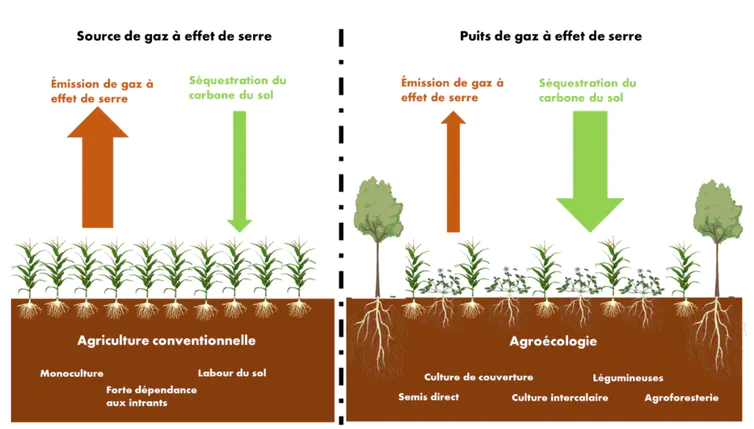 Source de gaz à effet de serre
Émission de gaz à
effet de serre
Séquestration du
carbone du sol
Agriculture conventionnelle
Monoculture
Labour du sol
Forte dépendance
aux intrants
Puits de gaz à effet de serre
Émission de gaz à
effet de serre
Séquestration du
carbone du sol
Agroécologie
Culture de couverture
Légumineuses
Semis direct
Culture intercalaire
Agroforesterie